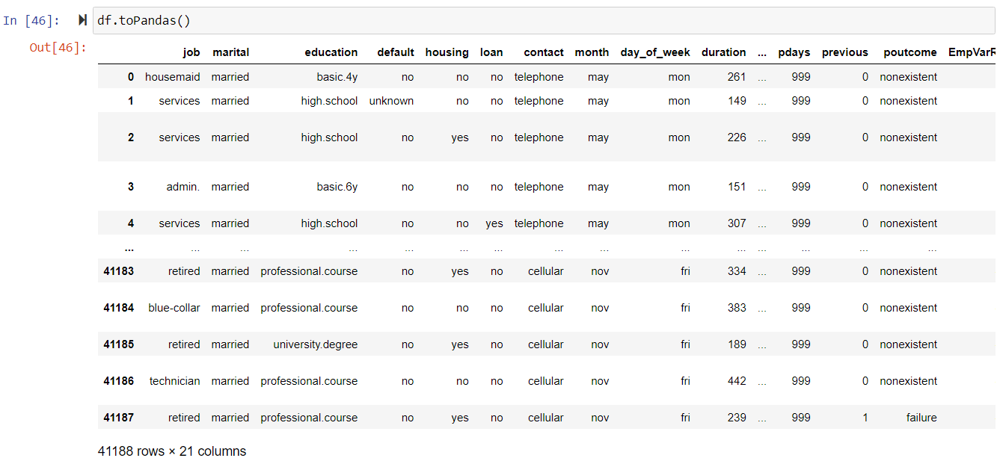 In [46]: df.toPandas()
Out[46]:
job marital education default housing loan contact month day_of_week duration ... pdays previous poutcome EmpVarR
0 housemaid married basic.4y no no no telephone may mon 261 ... 999 0 nonexistent
1 services married high.school unknown no no telephone may mon 149 ... 999 0 nonexistent
2 services married high.school no yes no telephone may mon 226 ... 999 0 nonexistent
3 admin. married basic.6y no no no telephone may mon 151 ... 999 0 nonexistent
4 services married high.school no no yes telephone may mon 307 ... 999 0 nonexistent
... ... ... ... ... ... ... ... ... ... ... ... ... ... ...
41183 retired married professional.course no yes no cellular nov fri 334 ... 999 0 nonexistent
41184 blue-collar married professional.course no no no cellular nov fri 383 ... 999 0 nonexistent
41185 retired married university.degree no yes no cellular nov fri 189 ... 999 0 nonexistent
41186 technician married professional.course no no no cellular nov fri 442 ... 999 0 nonexistent
41187 retired married professional.course no yes no cellular nov fri 239 ... 999 1 failure
41188 rows × 21 columns